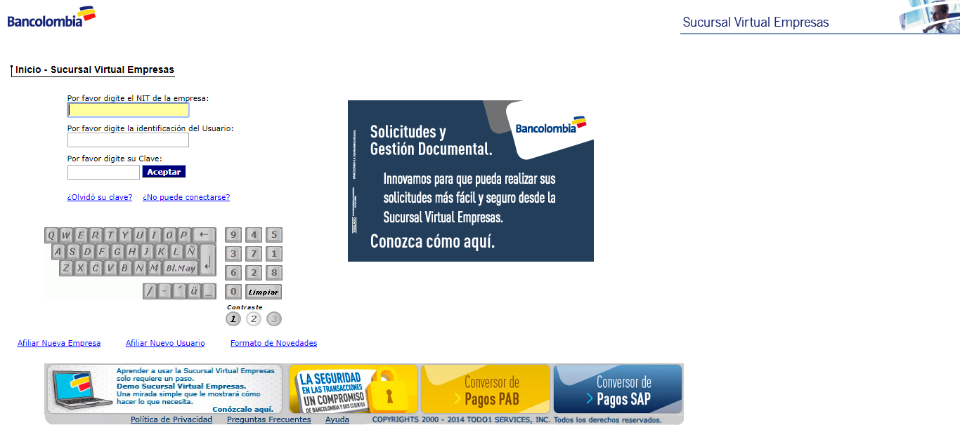 Bancolombia
Sucursal Virtual Empresas
Inicio - Sucursal Virtual Empresas
Por favor digite el NIT de la empresa:
Por favor digite la identificación del Usuario:
Por favor digite su Clave:
Aceptar
¿Olvidó su clave? ¿No puede conectarse?
Bancolombia
Solicitudes y
Gestión Documental.
Innovamos para que pueda realizar sus
solicitudes más fácil y seguro desde la
Sucursal Virtual Empresas.
Conozca cómo aquí.
Q W E R T Y U I O P ← 9 4 5
A S D F G H J K L Ñ 3 7 1
Z X C V B N M Bl.May 6 2 8
/ - ´ ü _ 0 Limpiar
Contraste
1 2 3
Afiliar Nueva Empresa Afiliar Nuevo Usuario Formato de Novedades
Aprender a usar la Sucursal Virtual Empresas
solo requiere un paso.
Demo Sucursal Virtual Empresas.
Una mirada simple que le mostrará cómo
hacer lo que necesita.
Conózcalo aquí.
LA SEGURIDAD
EN LAS TRANSACCIONES
UN COMPROMISO
DE BANCOLOMBIA Y SUS CLIENTES
Conversor de
> Pagos PAB
Conversor de
> Pagos SAP
Política de Privacidad Preguntas Frecuentes Ayuda COPYRIGHTS 2000 - 2014 TODO1 SERVICES, INC. Todos los derechos reservados.